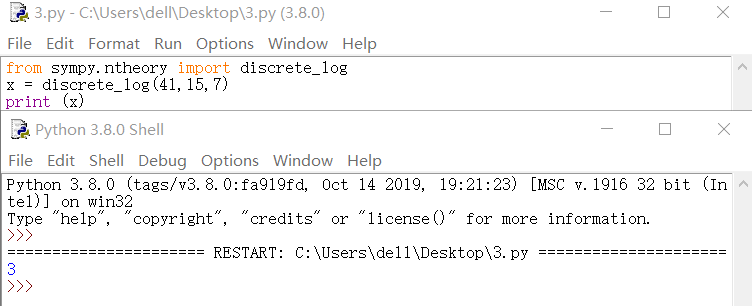 3.py - C:\Users\dell\Desktop\3.py (3.8.0)
File Edit Format Run Options Window Help
from sympy.ntheory import discrete_log
x = discrete_log(41,15,7)
print (x)
Python 3.8.0 Shell
File Edit Shell Debug Options Window Help
Python 3.8.0 (tags/v3.8.0:fa919fd, Oct 14 2019, 19:21:23) [MSC v.1916 32 bit (In
tel)] on win32
Type "help", "copyright", "credits" or "license()" for more information.
>>>
====================== RESTART: C:\Users\dell\Desktop\3.py =====================
3
>>>